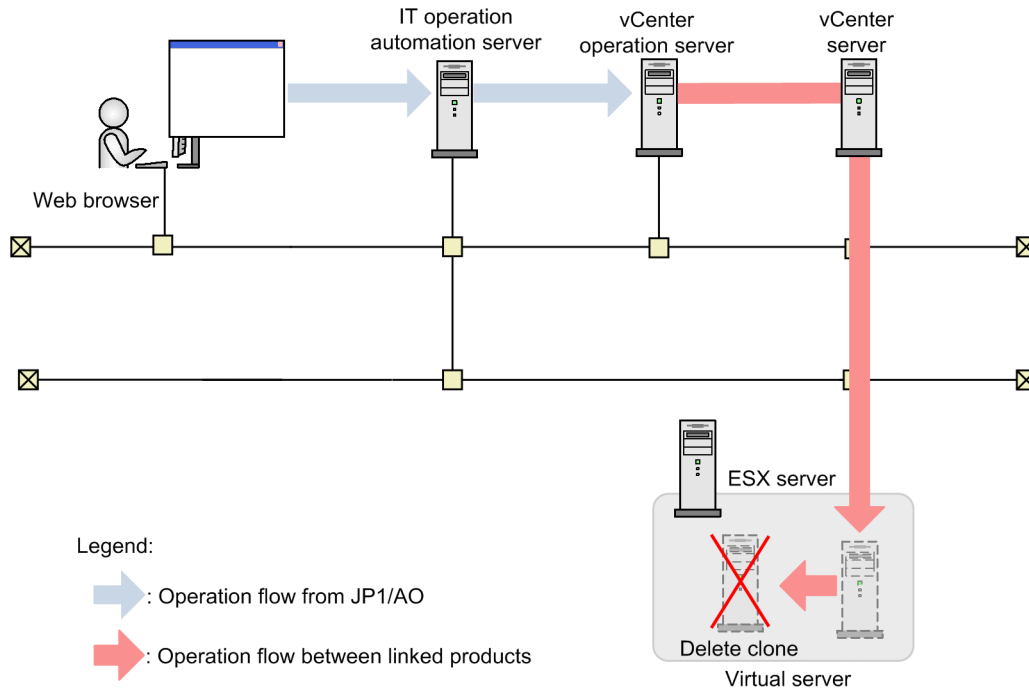 IT operation
automation server
vCenter
operation server
vCenter
server
Web browser
ESX server
Legend:
: Operation flow from JP1/AO
: Operation flow between linked products
Delete clone
Virtual server